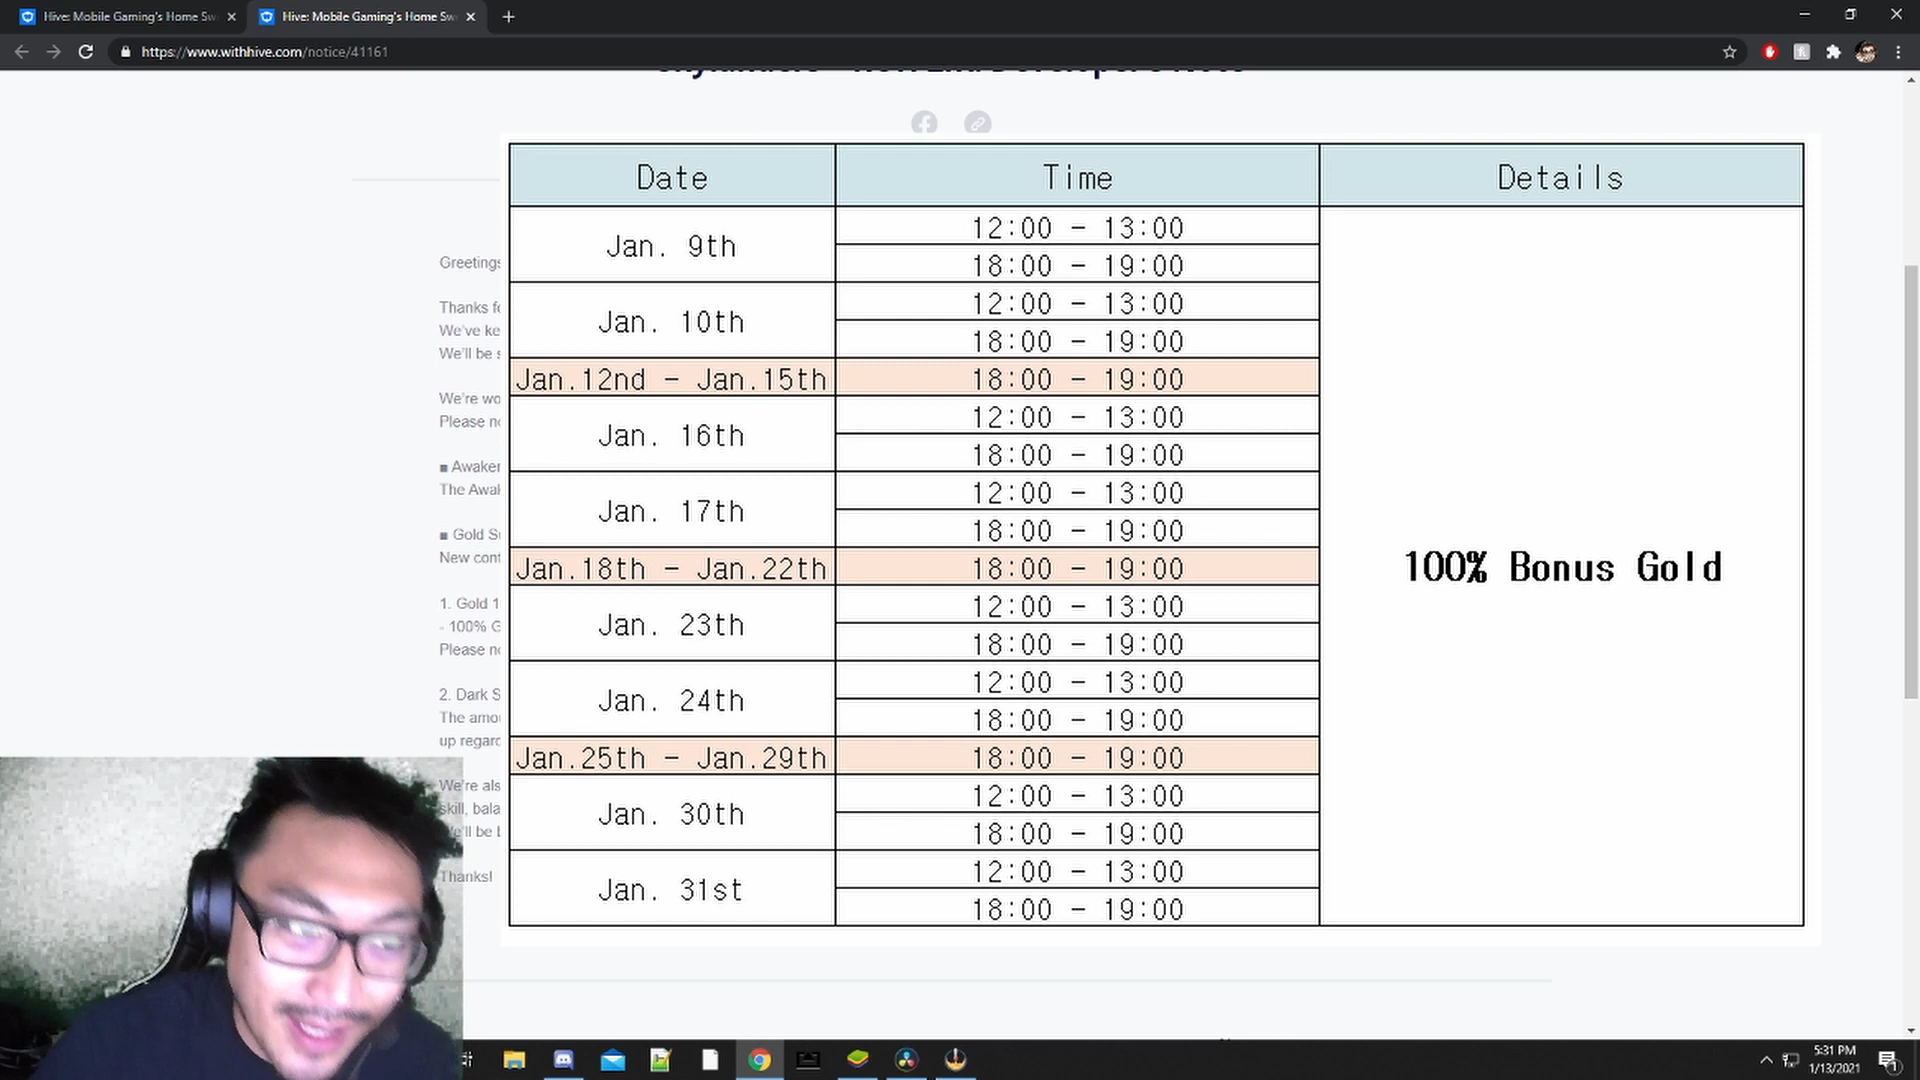 Hive: Mobile Gaming's Home Sw
Hive: Mobile Gaming's Home Sw
https://www.withhive.com/notice/41161
Date Time Details
Jan. 9th 12:00 - 13:00
18:00 - 19:00
Jan. 10th 12:00 - 13:00
18:00 - 19:00
Jan.12nd - Jan.15th 18:00 - 19:00
Jan. 16th 12:00 - 13:00
18:00 - 19:00
Jan. 17th 12:00 - 13:00
18:00 - 19:00
Jan.18th - Jan.22th 18:00 - 19:00
100% Bonus Gold
Jan. 23th 12:00 - 13:00
18:00 - 19:00
Jan. 24th 12:00 - 13:00
18:00 - 19:00
Jan.25th - Jan.29th 18:00 - 19:00
Jan. 30th 12:00 - 13:00
18:00 - 19:00
Jan. 31st 12:00 - 13:00
18:00 - 19:00
Greetings
Thanks fo
We've ke
We'll be s
We're wo
Please no
■ Awaken
The Awak
■ Gold Su
New cont
1. Gold 1
- 100% G
Please no
2. Dark S
The amou
up regard
We're als
skill, bala
We'll be b
Thanks!
5:31 PM
1/13/2021